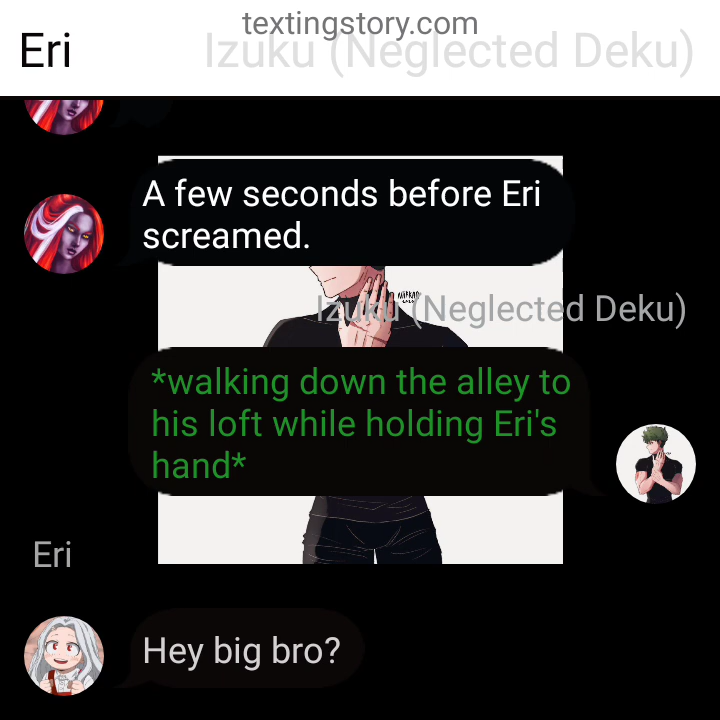 textingstory.com
Eri
Izuku (Neglected Deku)
A few seconds before Eri
screamed.
Izuku (Neglected Deku)
*walking down the alley to
his loft while holding Eri's
hand*
Eri
Hey big bro?